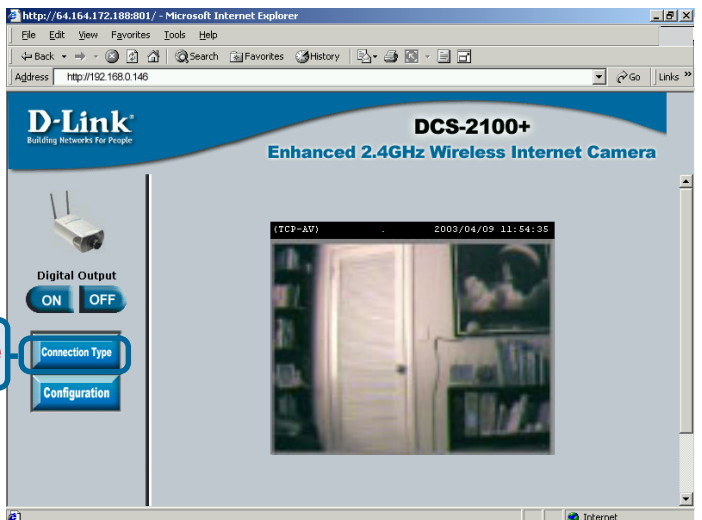 http://64.164.172.188:801/ - Microsoft Internet Explorer
File Edit View Favorites Tools Help
Back Search Favorites History
Address http://192.168.0.146 Go Links »
D-Link
Building Networks For People
DCS-2100+
Enhanced 2.4GHz Wireless Internet Camera
(TCP-AV) . 2003/04/09 11:54:35
Digital Output
ON OFF
Connection Type
Configuration
Internet